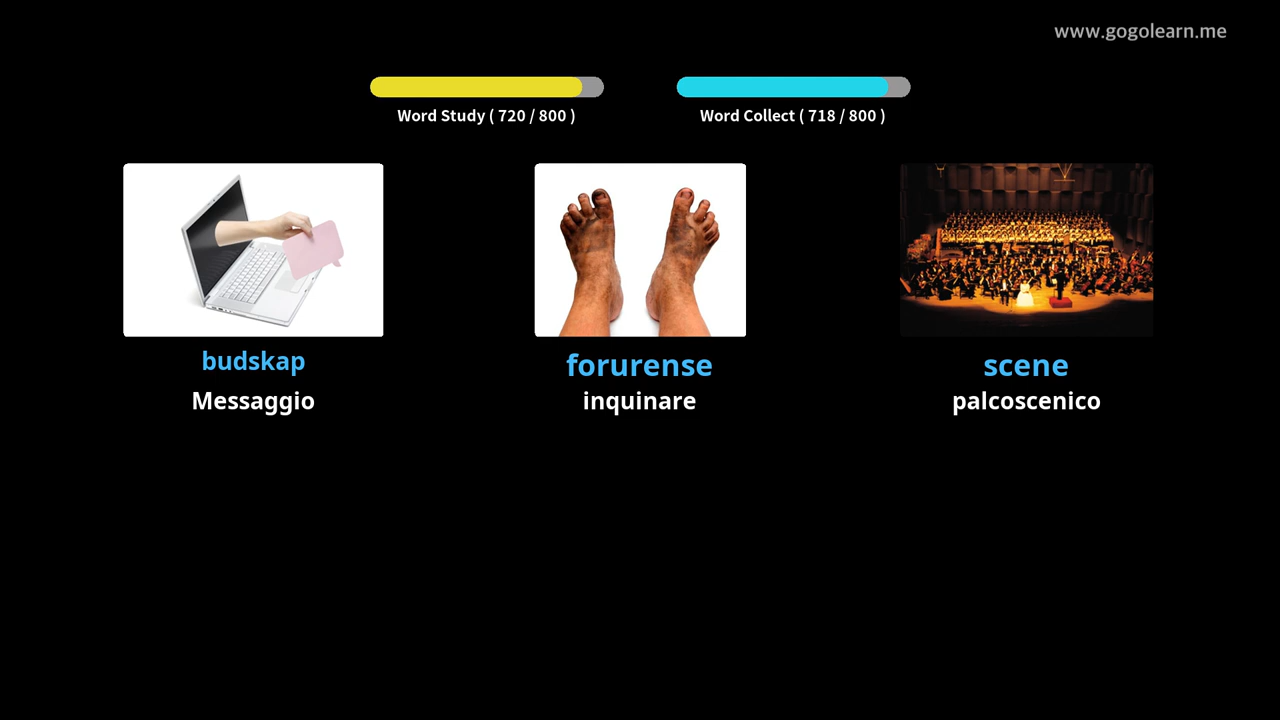 www.gogolearn.me
Word Study ( 720 / 800 )
Word Collect ( 718 / 800 )
budskap
Messaggio
forurense
inquinare
scene
palcoscenico